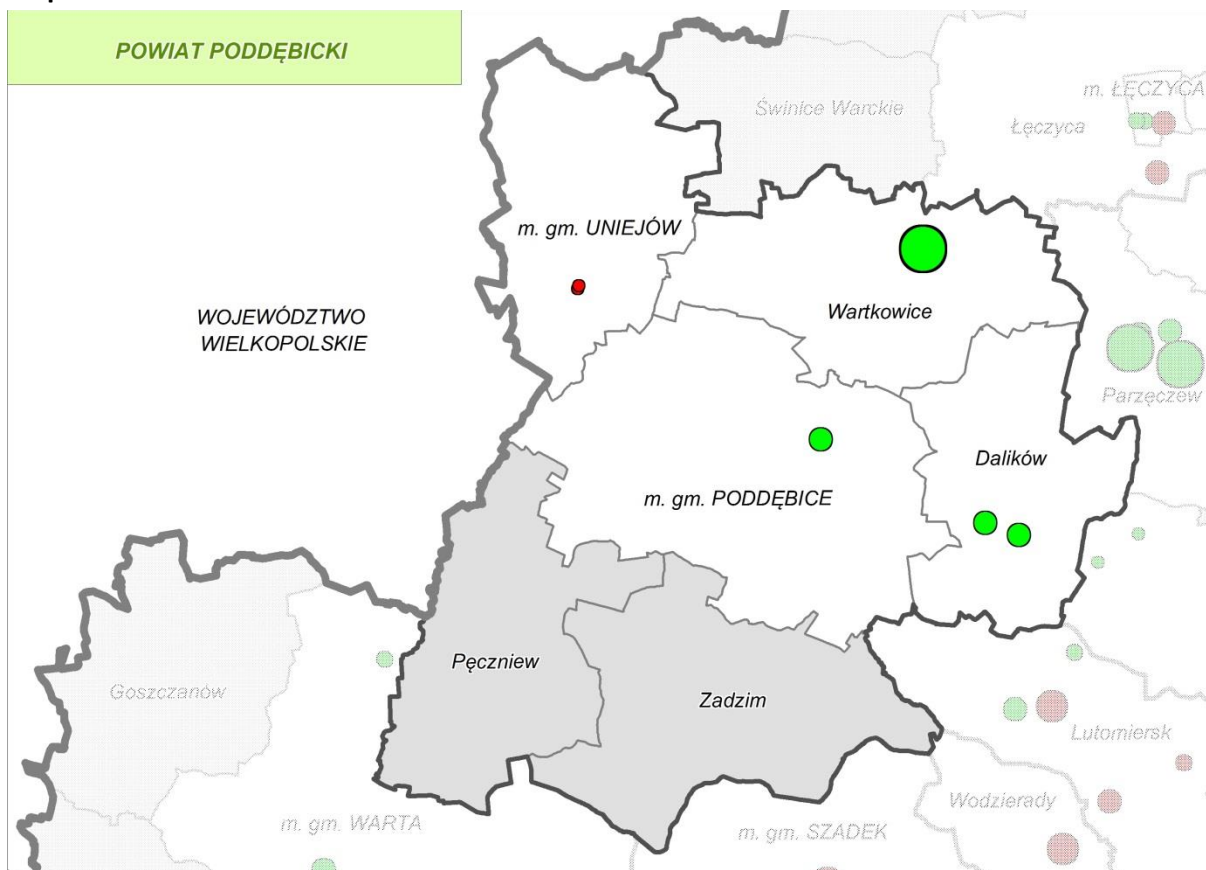 POWIAT PODDĘBICKI
m. ŁĘCZYCA
Świnice Warckie
Łęczyca
m. gm. UNIEJÓW
WOJEWÓDZTWO
WIELKOPOLSKIE
Wartkowice
Parzęczew
Dalików
m. gm. PODDĘBICE
Pęczniew
Goszczanów
Zadzim
Lutomiersk
Wodzierady
m. gm. WARTA
m. gm. SZADEK